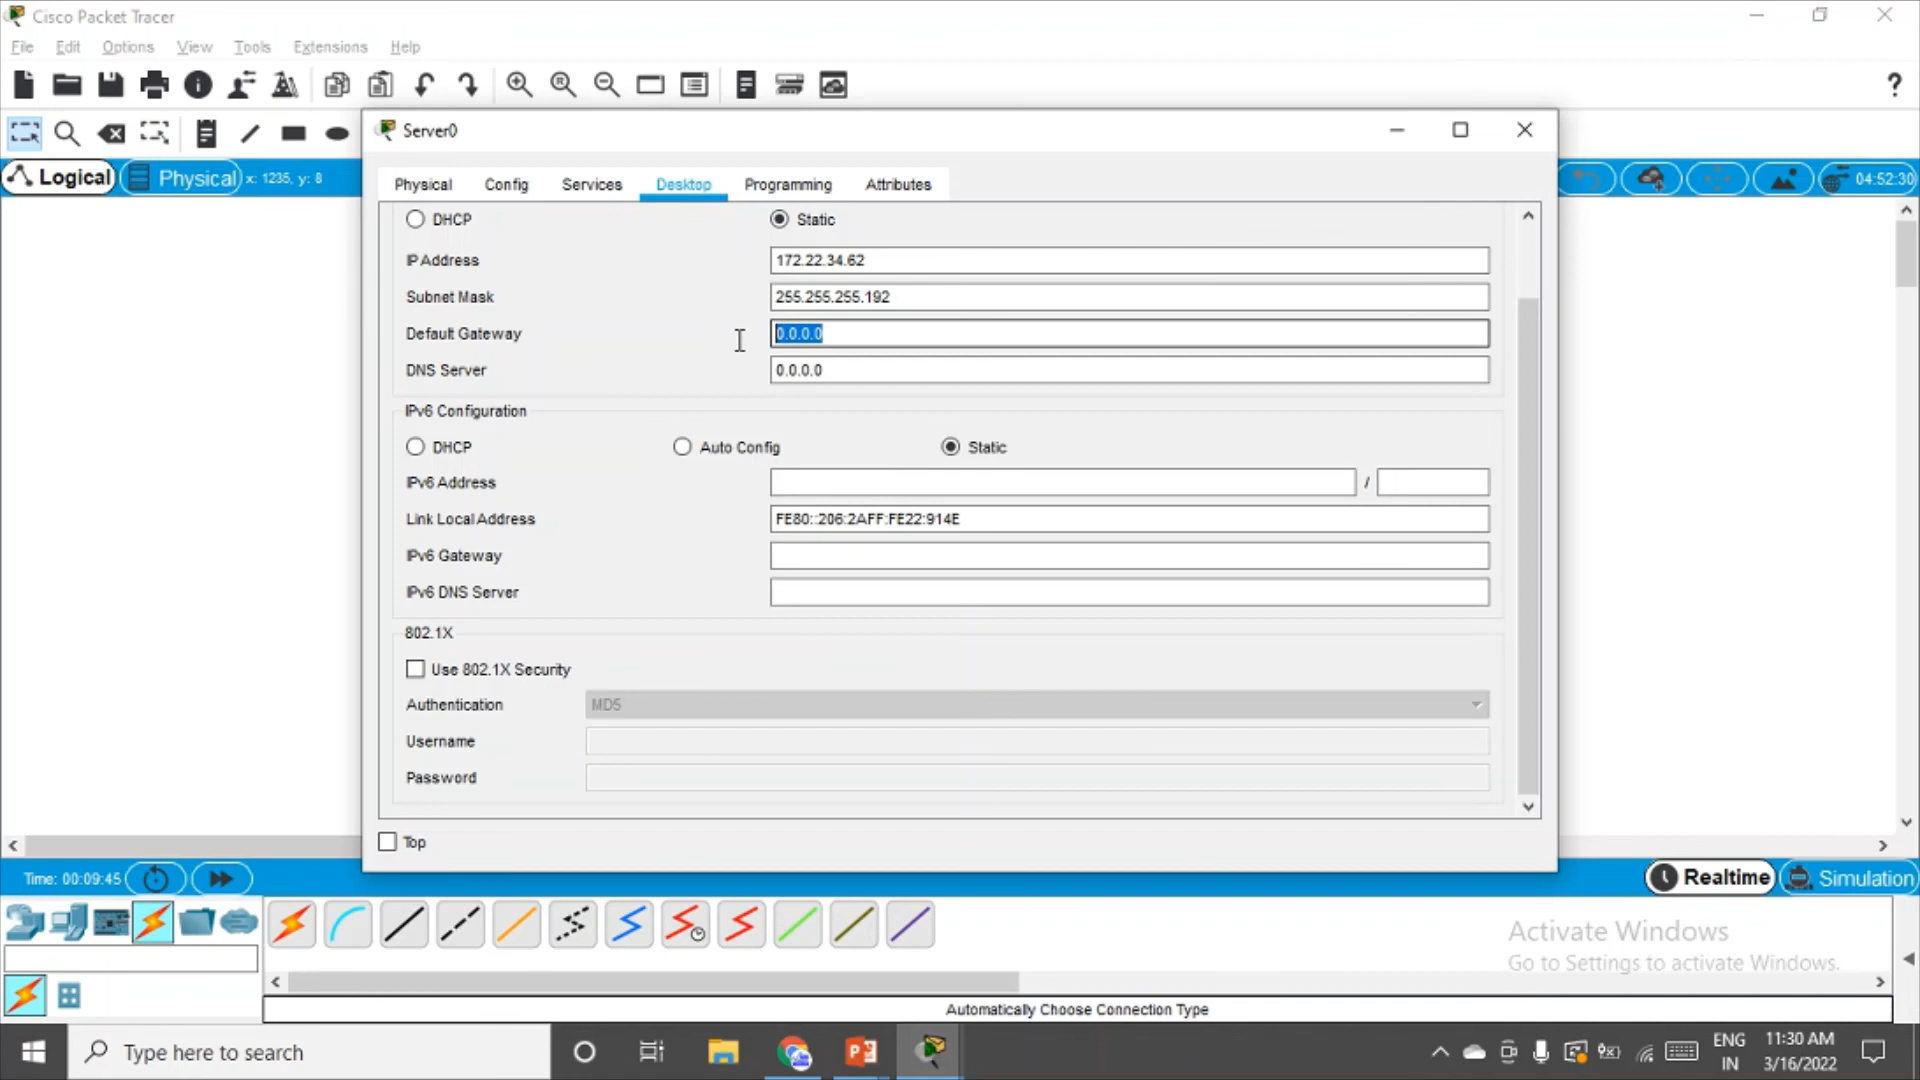 Cisco Packet Tracer
File Edit Options View Tools Extensions Help
?
Server0
Logical Physical x: 1235, y: 8
04:52:30
Physical Config Services Desktop Programming Attributes
DHCP Static
IP Address 172.22.34.62
Subnet Mask 255.255.255.192
Default Gateway 0.0.0.0
DNS Server 0.0.0.0
IPv6 Configuration
DHCP Auto Config Static
IPv6 Address /
Link Local Address FE80::206:2AFF:FE22:914E
IPv6 Gateway
IPv6 DNS Server
802.1X
Use 802.1X Security
Authentication MD5
Username
Password
Top
Time: 00:09:45
Realtime Simulation
Activate Windows
Go to Settings to activate Windows.
Automatically Choose Connection Type
Type here to search
ENG
IN
11:30 AM
3/16/2022